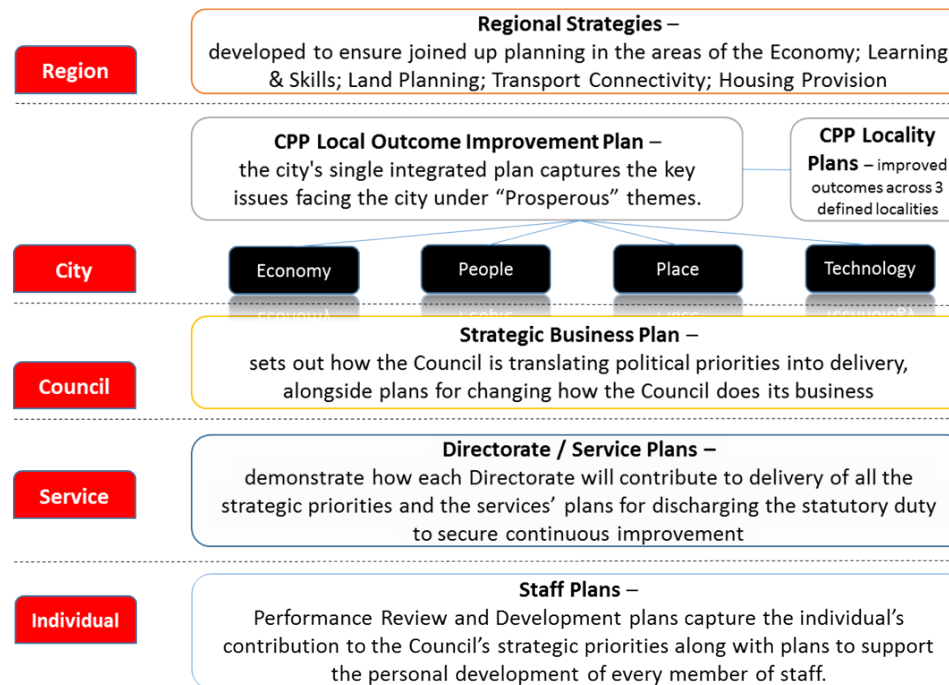 Regional Strategies –
developed to ensure joined up planning in the areas of the Economy; Learning
& Skills; Land Planning; Transport Connectivity; Housing Provision
Region
CPP Local Outcome Improvement Plan –
the city's single integrated plan captures the key
issues facing the city under “Prosperous” themes.
CPP Locality
Plans – improved
outcomes across 3
defined localities
City
Economy
People
Place
Technology
Strategic Business Plan –
sets out how the Council is translating political priorities into delivery,
alongside plans for changing how the Council does its business
Council
Directorate / Service Plans –
demonstrate how each Directorate will contribute to delivery of all the
strategic priorities and the services’ plans for discharging the statutory duty
to secure continuous improvement
Service
Staff Plans –
Performance Review and Development plans capture the individual’s
contribution to the Council’s strategic priorities along with plans to support
the personal development of every member of staff.
Individual